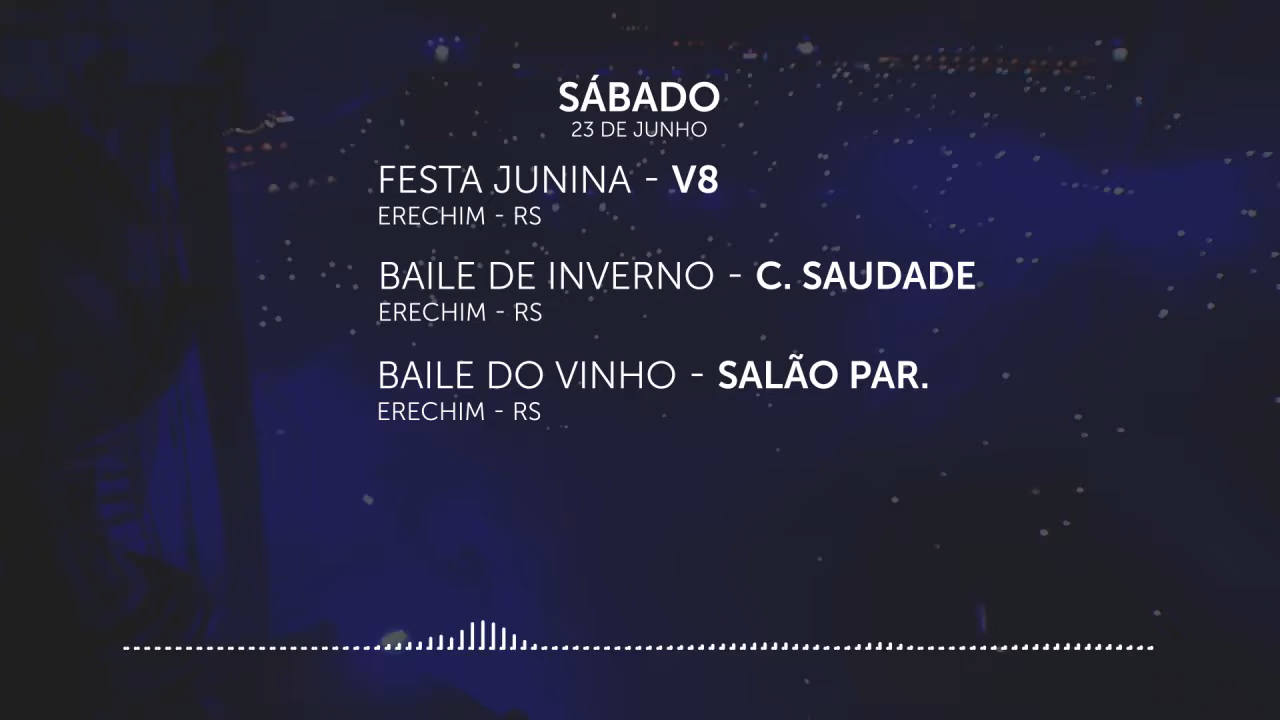 SÁBADO
23 DE JUNHO
FESTA JUNINA - V8
ERECHIM - RS
BAILE DE INVERNO - C. SAUDADE
ERECHIM - RS
BAILE DO VINHO - SALÃO PAR.
ERECHIM - RS